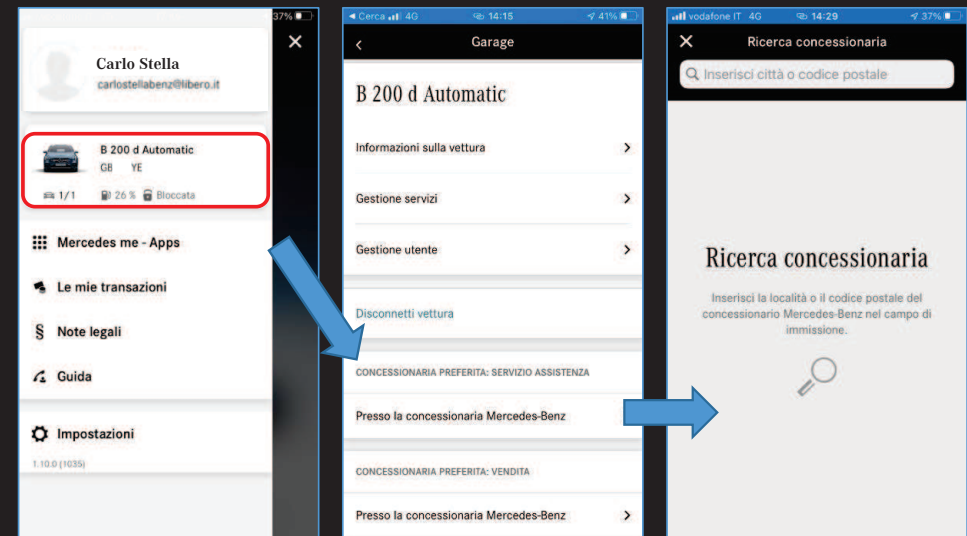 37%
Carlo Stella
carlostellabenz@libero.it
B 200 d Automatic
GB YE
1/1 26 % Bloccata
Mercedes me - Apps
Le mie transazioni
§ Note legali
Guida
Impostazioni
1.10.0 (1035)
Cerca 4G 14:15 41%
Garage
B 200 d Automatic
Informazioni sulla vettura
Gestione servizi
Gestione utente
Disconnetti vettura
CONCESSIONARIA PREFERITA: SERVIZIO ASSISTENZA
Presso la concessionaria Mercedes-Benz
CONCESSIONARIA PREFERITA: VENDITA
Presso la concessionaria Mercedes-Benz
vodafone IT 4G 14:29 37%
Ricerca concessionaria
Inserisci città o codice postale
Ricerca concessionaria
Inserisci la località o il codice postale del
concessionario Mercedes-Benz nel campo di
immissione.